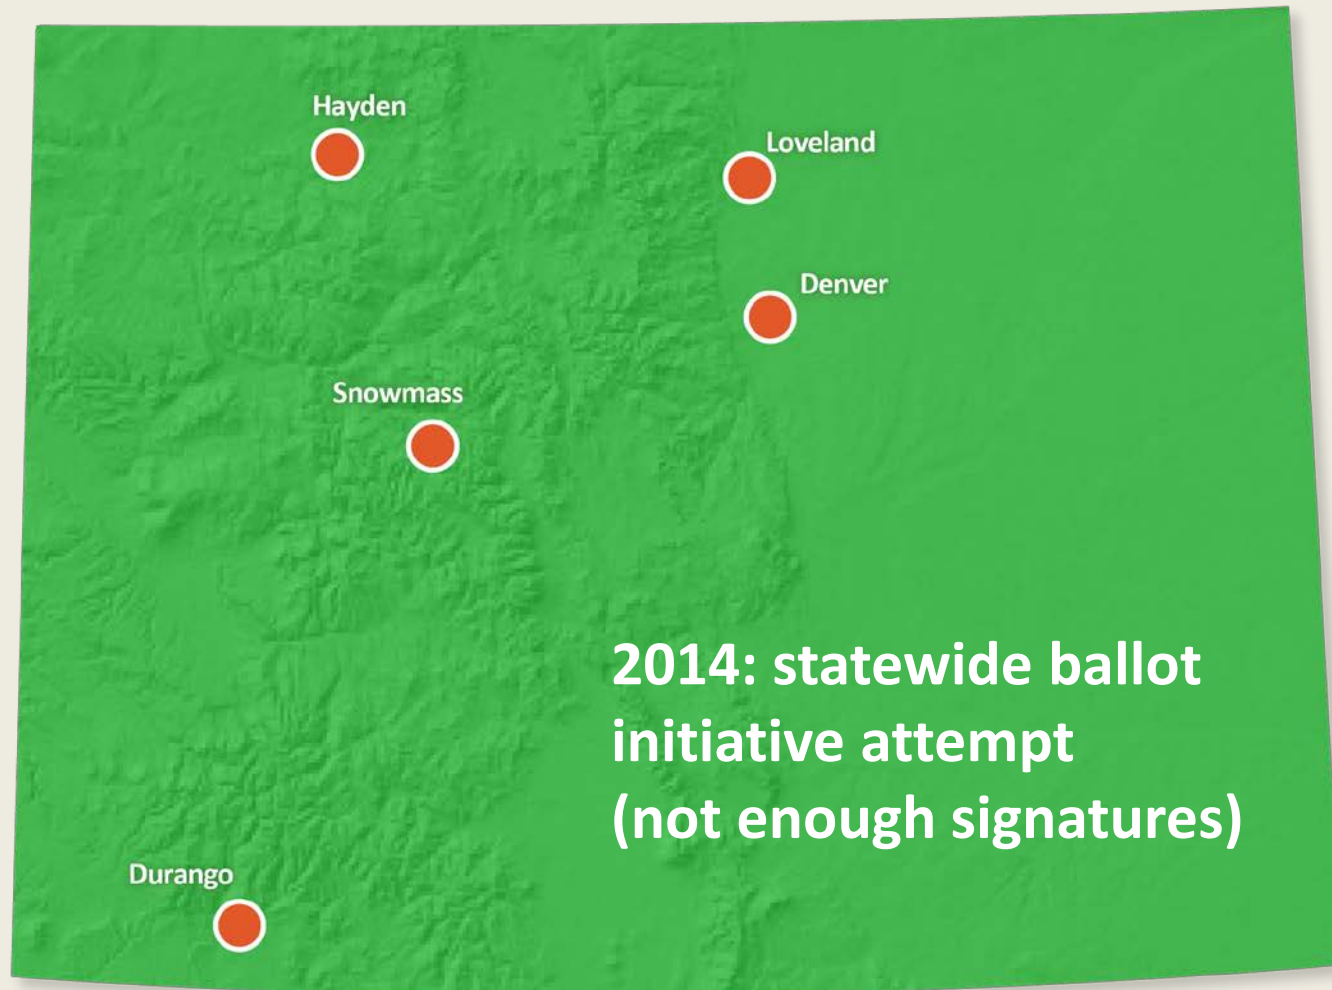 Hayden
Loveland
Denver
Snowmass
2014: statewide ballot
initiative attempt
(not enough signatures)
Durango